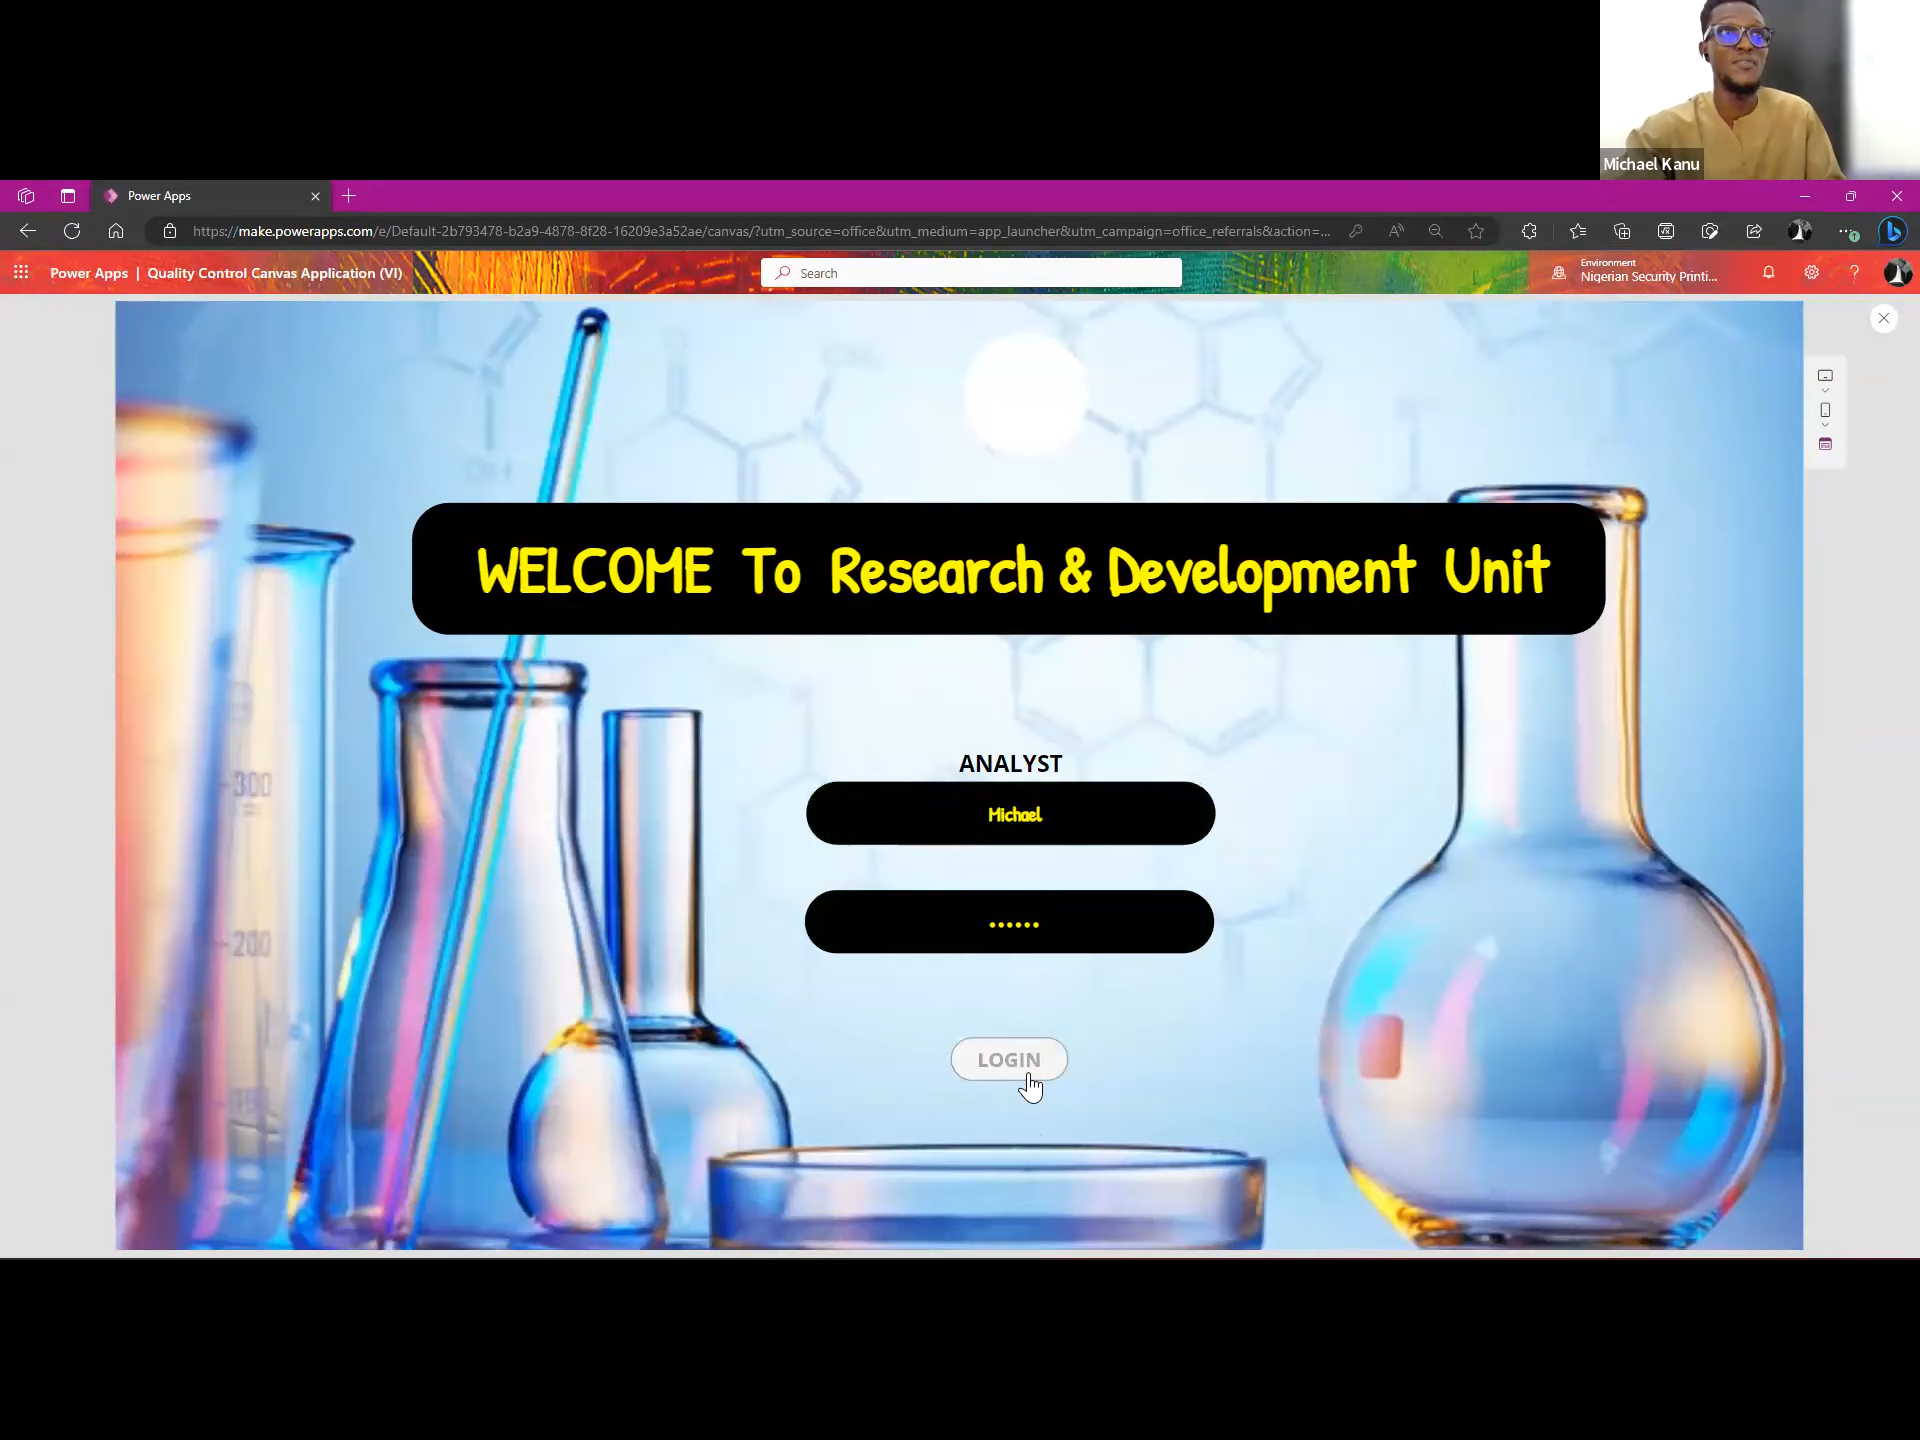 Michael Kanu
Power Apps
https://make.powerapps.com/e/Default-2b793478-b2a9-4878-8f28-16209e3a52ae/canvas/?utm_source=office&utm_medium=app_launcher&utm_campaign=office_referrals&action=...
Power Apps | Quality Control Canvas Application (VI)
Search
Environment
Nigerian Security Printi...
WELCOME To Research & Development Unit
ANALYST
Michael
••••••
LOGIN
300
200
N
N
N
N
OH